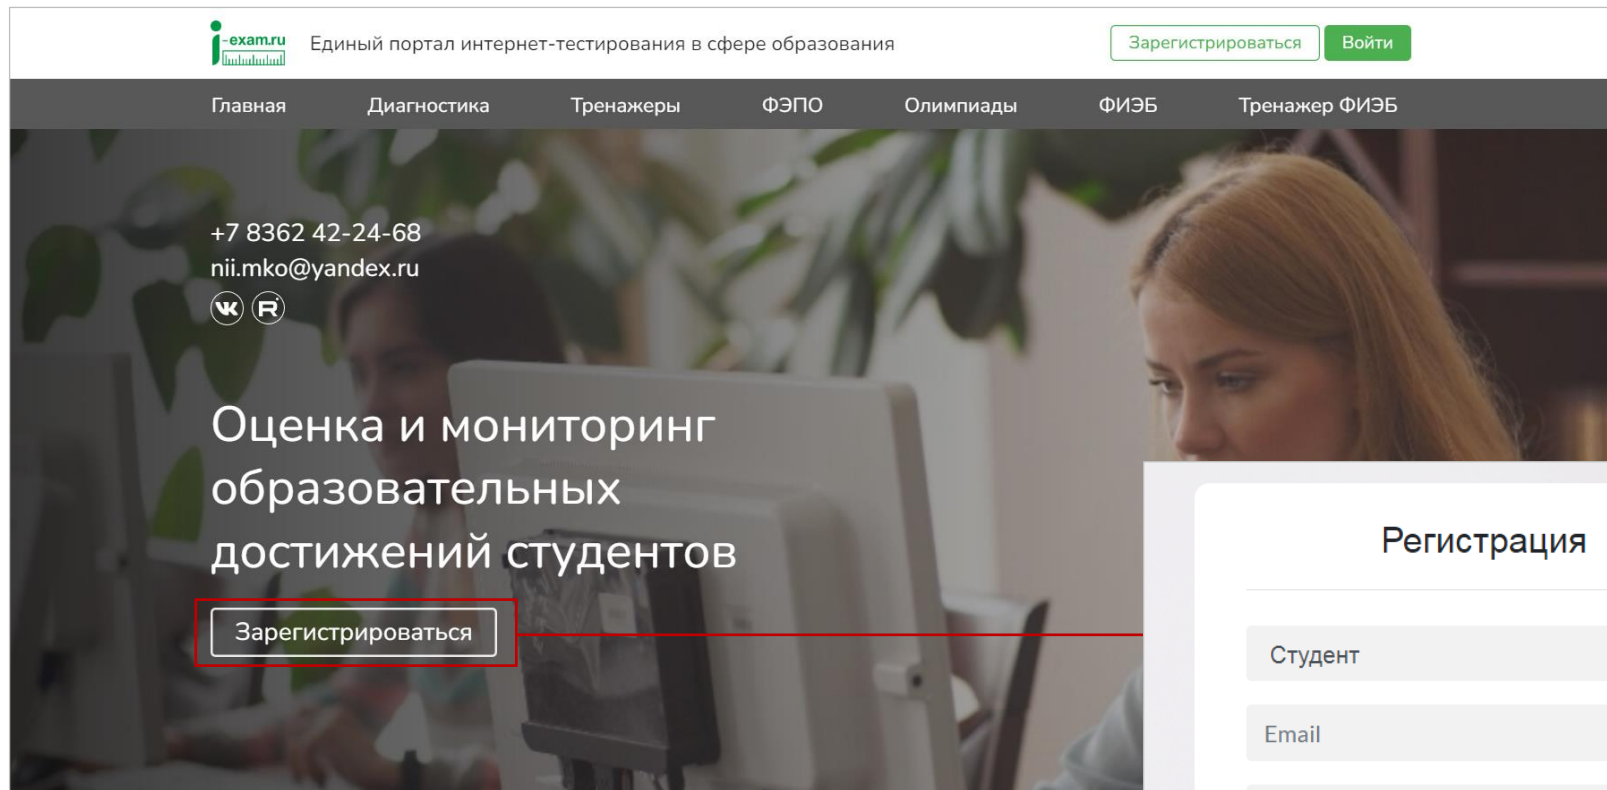 i-exam.ru
Единый портал интернет-тестирования в сфере образования
Зарегистрироваться
Войти
Главная
Диагностика
Тренажеры
ФЭПО
Олимпиады
ФИЭБ
Тренажер ФИЭБ
+7 8362 42-24-68
nii.mko@yandex.ru
Оценка и мониторинг
образовательных
достижений студентов
Зарегистрироваться
Регистрация
Студент
Email